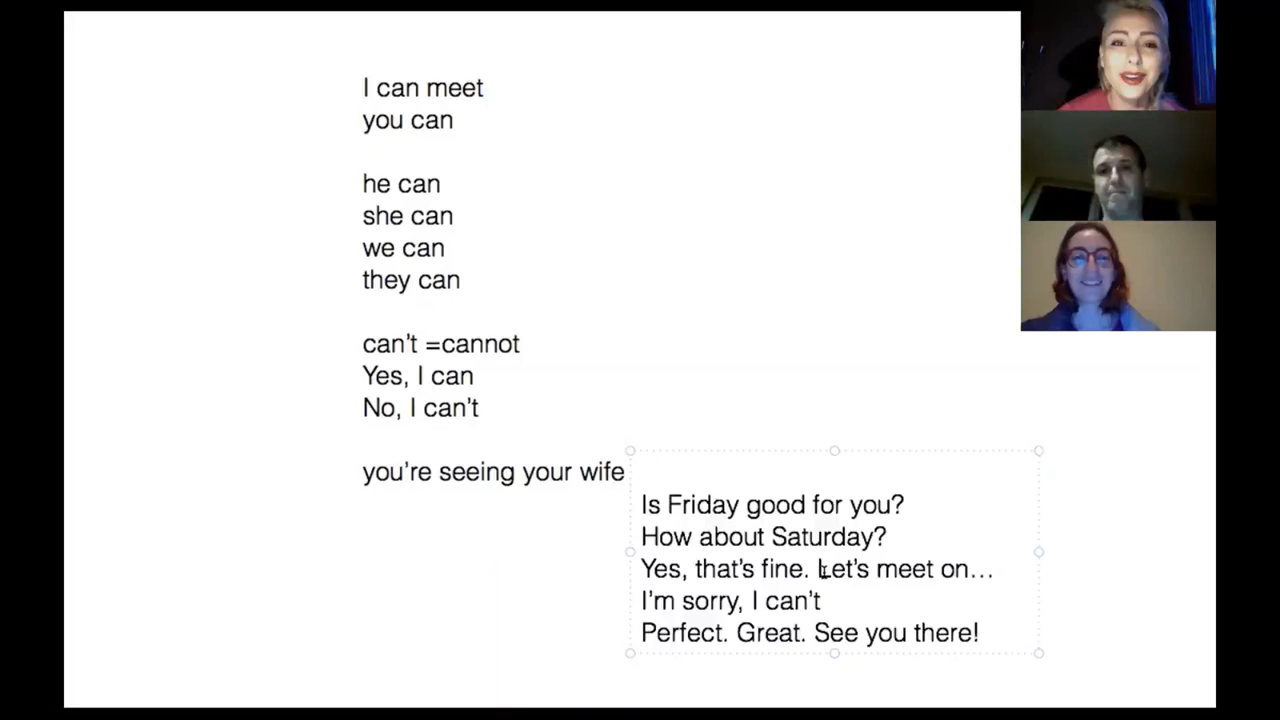 I can meet
you can
he can
she can
we can
they can
can't =cannot
Yes, I can
No, I can't
you're seeing your wife
Is Friday good for you?
How about Saturday?
Yes, that's fine. Let's meet on…
I'm sorry, I can't
Perfect. Great. See you there!